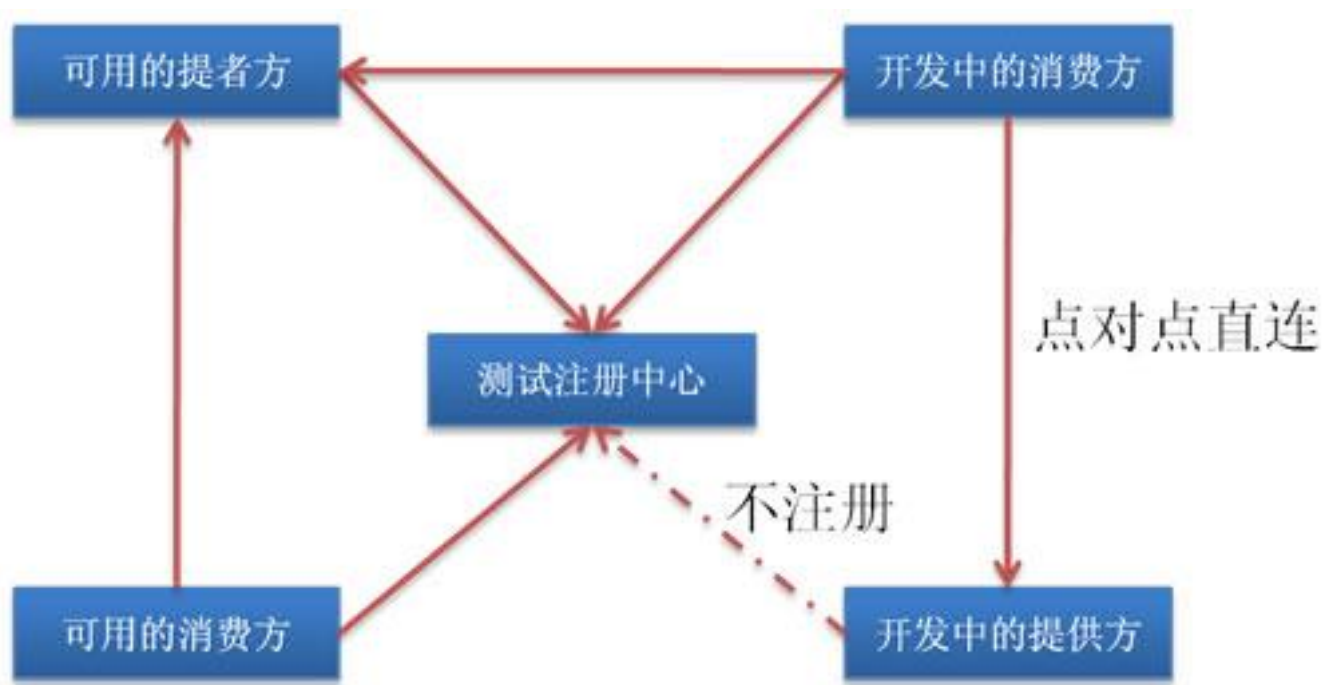 可用的提者方
开发中的消费方
点对点直连
测试注册中心
不注册
可用的消费方
开发中的提供方